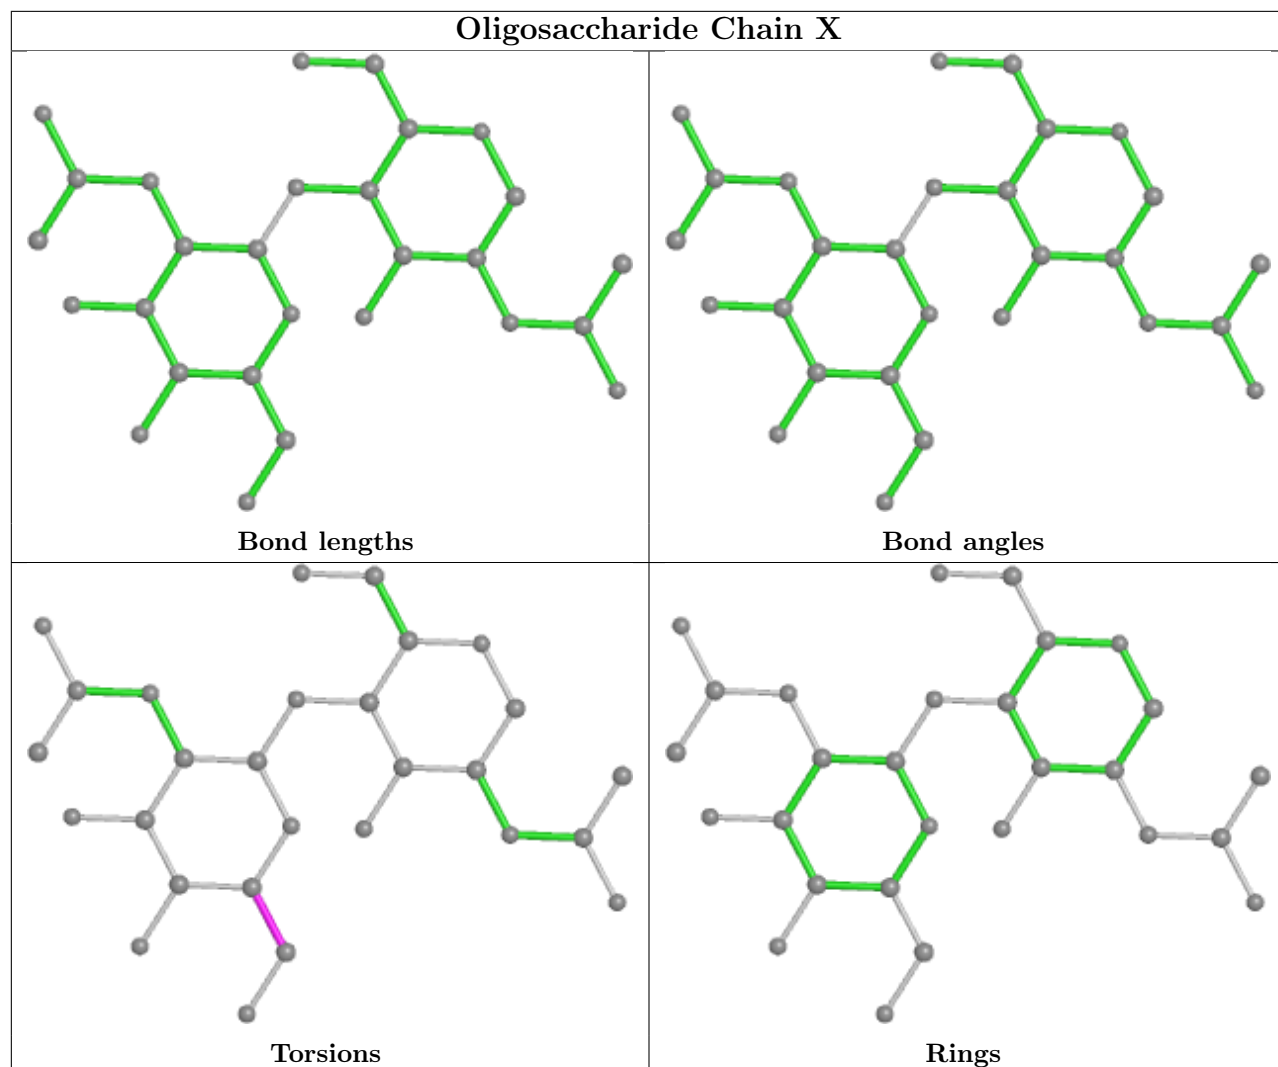 Oligosaccharide Chain X
Bond lengths
Bond angles
Torsions
Rings